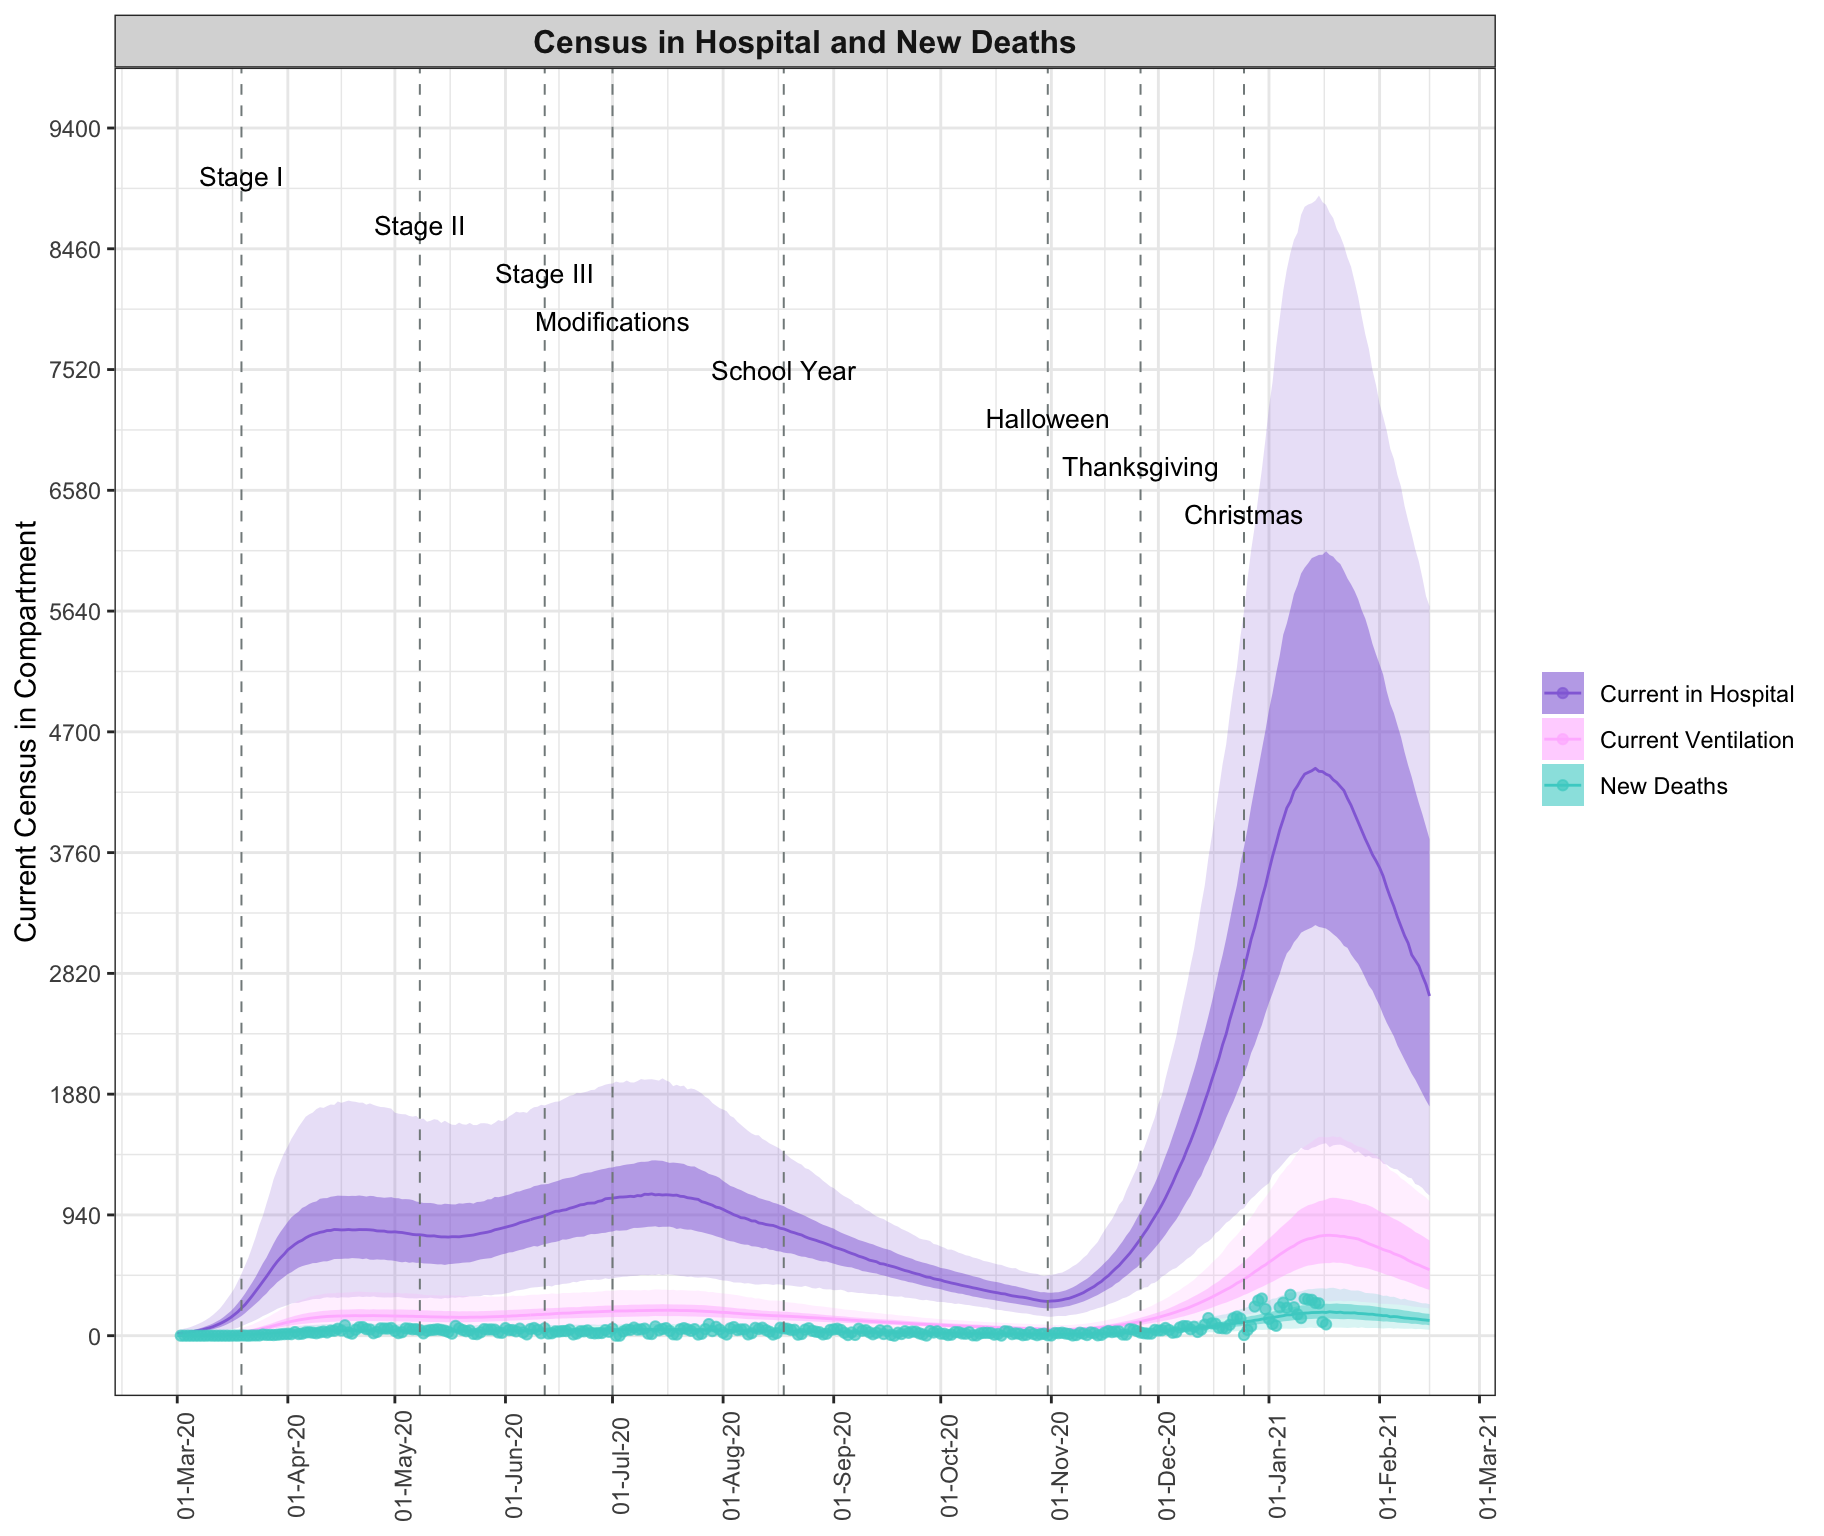 Census in Hospital and New Deaths
Current Census in Compartment
9400
8460
7520
6580
5640
4700
3760
2820
1880
940
0
Stage I
Stage II
Stage III
Modifications
School Year
Halloween
Thanksgiving
Christmas
01-Mar-20
01-Apr-20
01-May-20
01-Jun-20
01-Jul-20
01-Aug-20
01-Sep-20
01-Oct-20
01-Nov-20
01-Dec-20
01-Jan-21
01-Feb-21
01-Mar-21
Current in Hospital
Current Ventilation
New Deaths